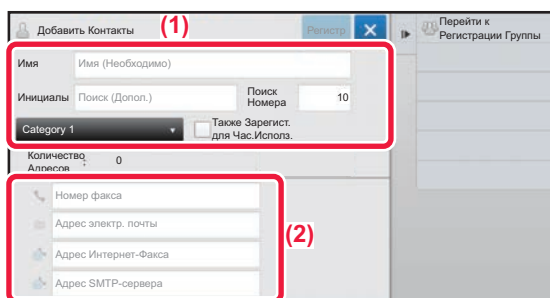 Добавить Контакты
(1)
Регистр
Перейти к
Регистрации Группы
Имя
Имя (Необходимо)
Инициалы
Поиск (Допол.)
Поиск
Номера
10
Category 1
Также Зарегист.
для Час.Исполз.
Количество
Адресов
:
0
(2)
Номер факса
Адрес электр. почты
Адрес Интернет-Факса
Адрес SMTP-сервера